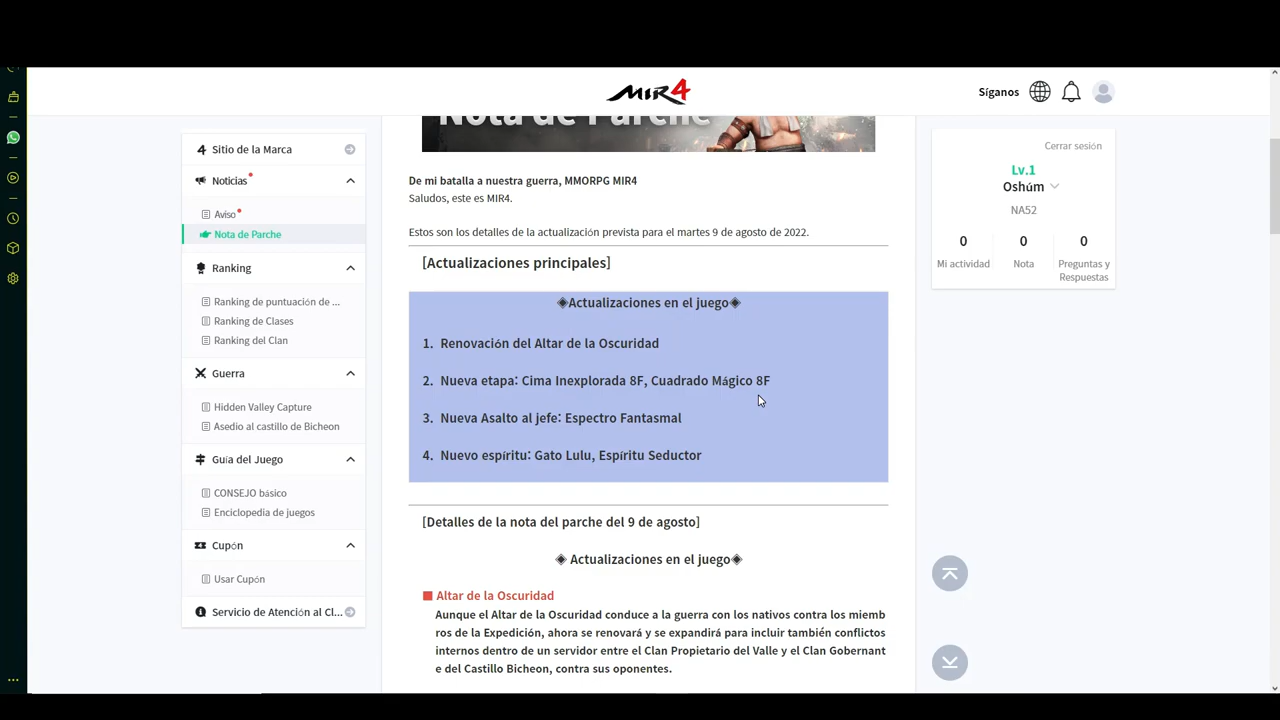 MIR4
Síganos
Nota de Parche
4 Sitio de la Marca
Noticias
Aviso
Nota de Parche
Ranking
Ranking de puntuación de ...
Ranking de Clases
Ranking del Clan
Guerra
Hidden Valley Capture
Asedio al castillo de Bicheon
Guía del Juego
CONSEJO básico
Enciclopedia de juegos
Cupón
Usar Cupón
Servicio de Atención al Cl...
De mi batalla a nuestra guerra, MMORPG MIR4
Saludos, este es MIR4.
Estos son los detalles de la actualización prevista para el martes 9 de agosto de 2022.
[Actualizaciones principales]
◈Actualizaciones en el juego◈
1. Renovación del Altar de la Oscuridad
2. Nueva etapa: Cima Inexplorada 8F, Cuadrado Mágico 8F
3. Nueva Asalto al jefe: Espectro Fantasmal
4. Nuevo espíritu: Gato Lulu, Espíritu Seductor
[Detalles de la nota del parche del 9 de agosto]
◈ Actualizaciones en el juego◈
■ Altar de la Oscuridad
Aunque el Altar de la Oscuridad conduce a la guerra con los nativos contra los miemb
ros de la Expedición, ahora se renovará y se expandirá para incluir también conflictos
internos dentro de un servidor entre el Clan Propietario del Valle y el Clan Gobernant
e del Castillo Bicheon, contra sus oponentes.
Cerrar sesión
Lv.1
Oshúm
NA52
0 0 0
Mi actividad Nota Preguntas y
Respuestas